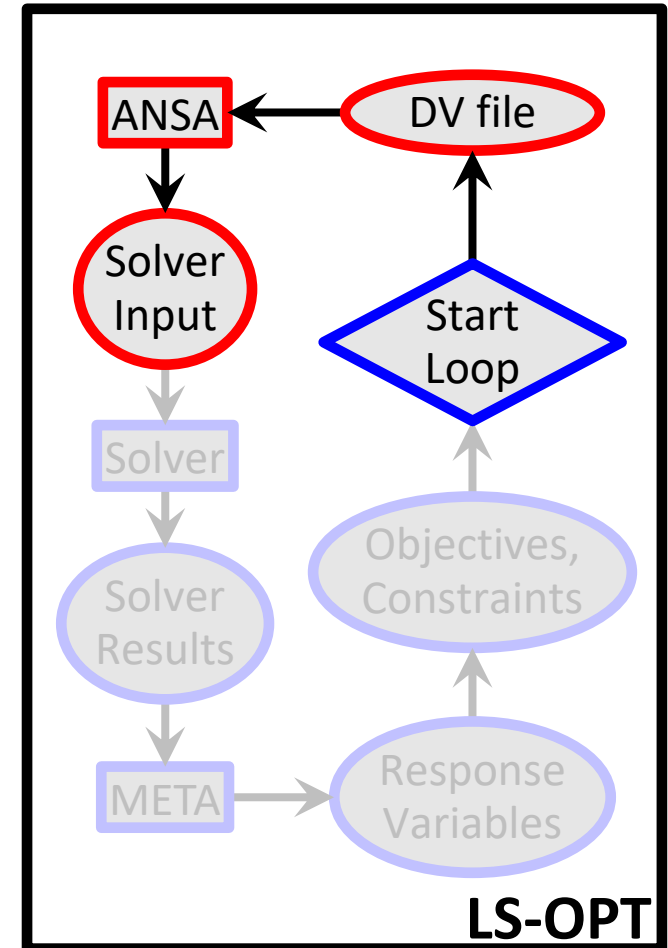 ANSA
DV file
Solver
Input
Start
Loop
Solver
Objectives,
Constraints
Solver
Results
META
Response
Variables
LS-OPT